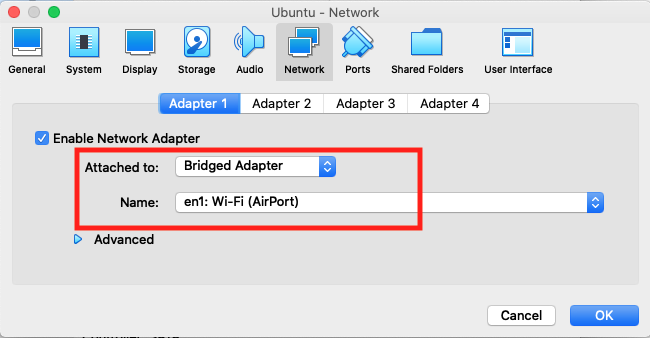 Ubuntu - Network
General System Display Storage Audio Network Ports Shared Folders User Interface
Adapter 1 Adapter 2 Adapter 3 Adapter 4
Enable Network Adapter
Attached to: Bridged Adapter
Name: en1: Wi-Fi (AirPort)
Advanced
Cancel OK